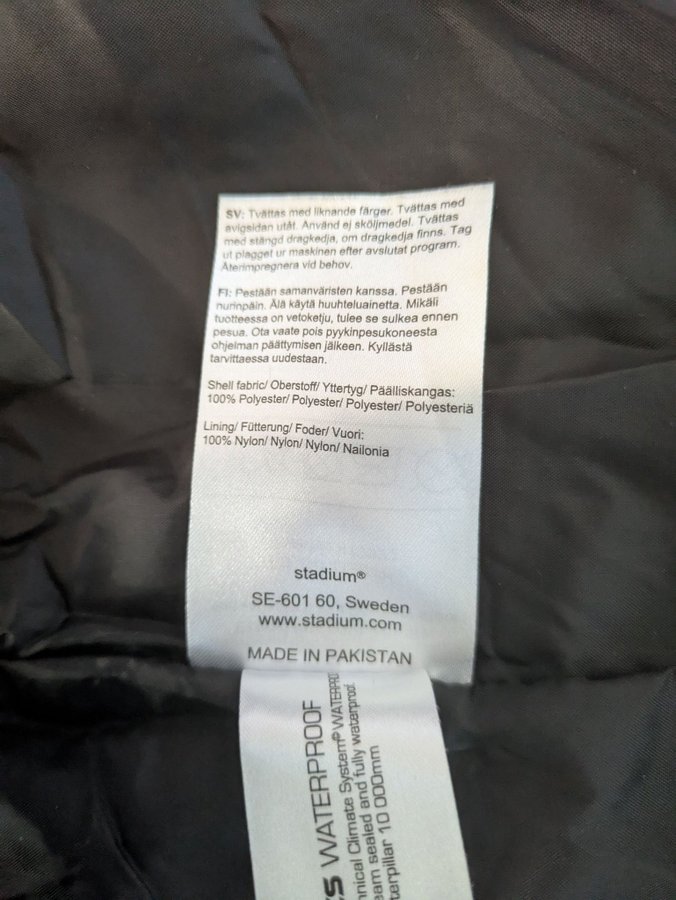 SV: Tvättas med liknande färger. Tvättas med
avigsidan utåt. Använd ej sköljmedel. Tvättas
med stängd dragkedja, om dragkedja finns. Tag
ut plagget ur maskinen efter avslutat program.
Återimpregnera vid behov.
FI: Pestään samanväristen kanssa. Pestään
nurinpäin. Älä käytä huuhteluainetta. Mikäli
tuotteessa on vetoketju, tulee se sulkea ennen
pesua. Ota vaate pois pyykinpesukoneesta
ohjelman päättymisen jälkeen. Kyllästä
tarvittaessa uudestaan.
Shell fabric/ Oberstoff/ Yttertyg/ Päälliskangas:
100% Polyester/ Polyester/ Polyester/ Polyesteriä
Lining/ Fütterung/ Foder/ Vuori:
100% Nylon/ Nylon/ Nylon/ Nailonia
stadium®
SE-601 60, Sweden
www.stadium.com
MADE IN PAKISTAN
WATERPROOF
Climate System® WATERPRO
sealed and fully waterproof.
10 000mm